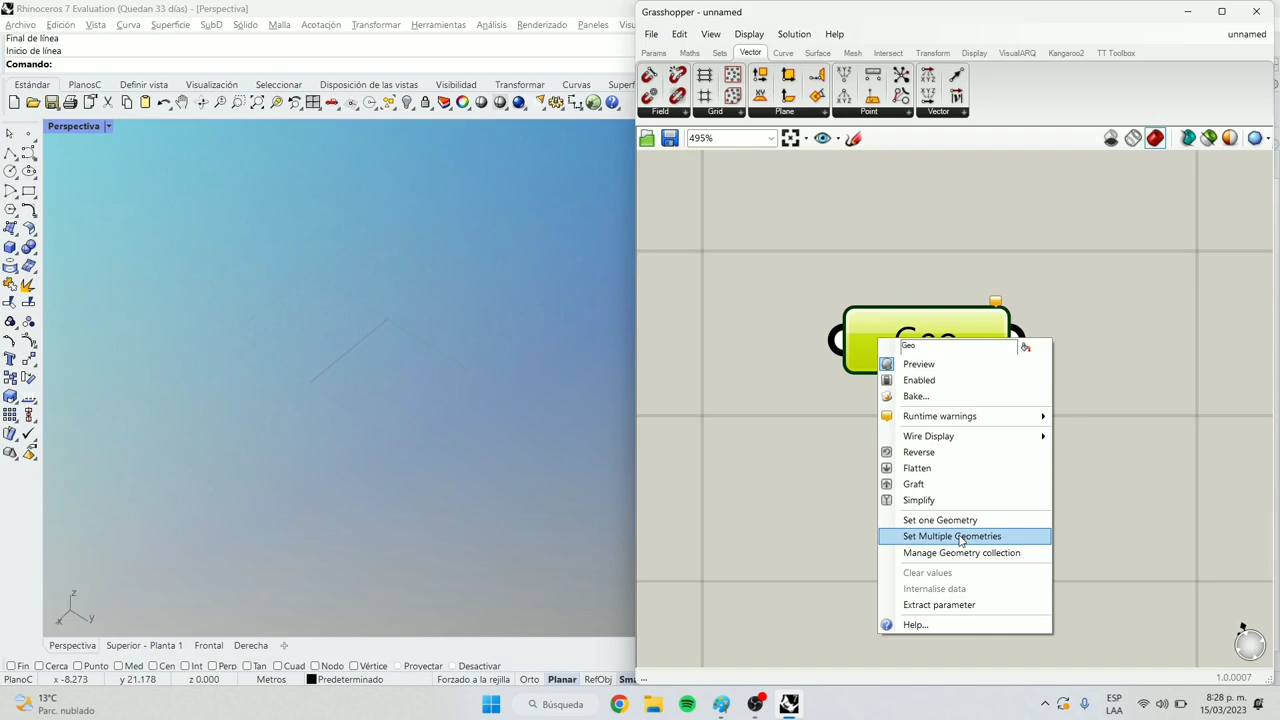 Rhinoceros 7 Evaluation (Quedan 33 días) - [Perspectiva]
Archivo Edición Vista Curva Superficie SubD Sólido Malla Acotación Transformar Herramientas Análisis Renderizado Paneles Visu
Final de línea
Inicio de línea
Comando:
Estándar PlanosC Definir vista Visualización Seleccionar Disposición de las vistas Visibilidad Transformar Curvas Superf
Perspectiva
z
x y
Perspectiva Superior - Planta 1 Frontal Derecha
Fin Cerca Punto Med Cen Int Perp Tan Cuad Nodo Vértice Proyectar Desactivar
PlanoC x -8.273 y 21.178 z 0.000 Metros Predeterminado Forzado a la rejilla Orto Planar RefObj Sma
Grasshopper - unnamed
File Edit View Display Solution Help unnamed
Params Maths Sets Vector Curve Surface Mesh Intersect Transform Display VisualARQ Kangaroo2 TT Toolbox
Field Grid Plane Point Vector
495%
Geo
Geo
Preview
Enabled
Bake...
Runtime warnings
Wire Display
Reverse
Flatten
Graft
Simplify
Set one Geometry
Set Multiple Geometries
Manage Geometry collection
Clear values
Internalise data
Extract parameter
Help...
... 1.0.0007
13°C
Parc. nublado
Búsqueda
ESP
LAA
8:28 p. m.
15/03/2023